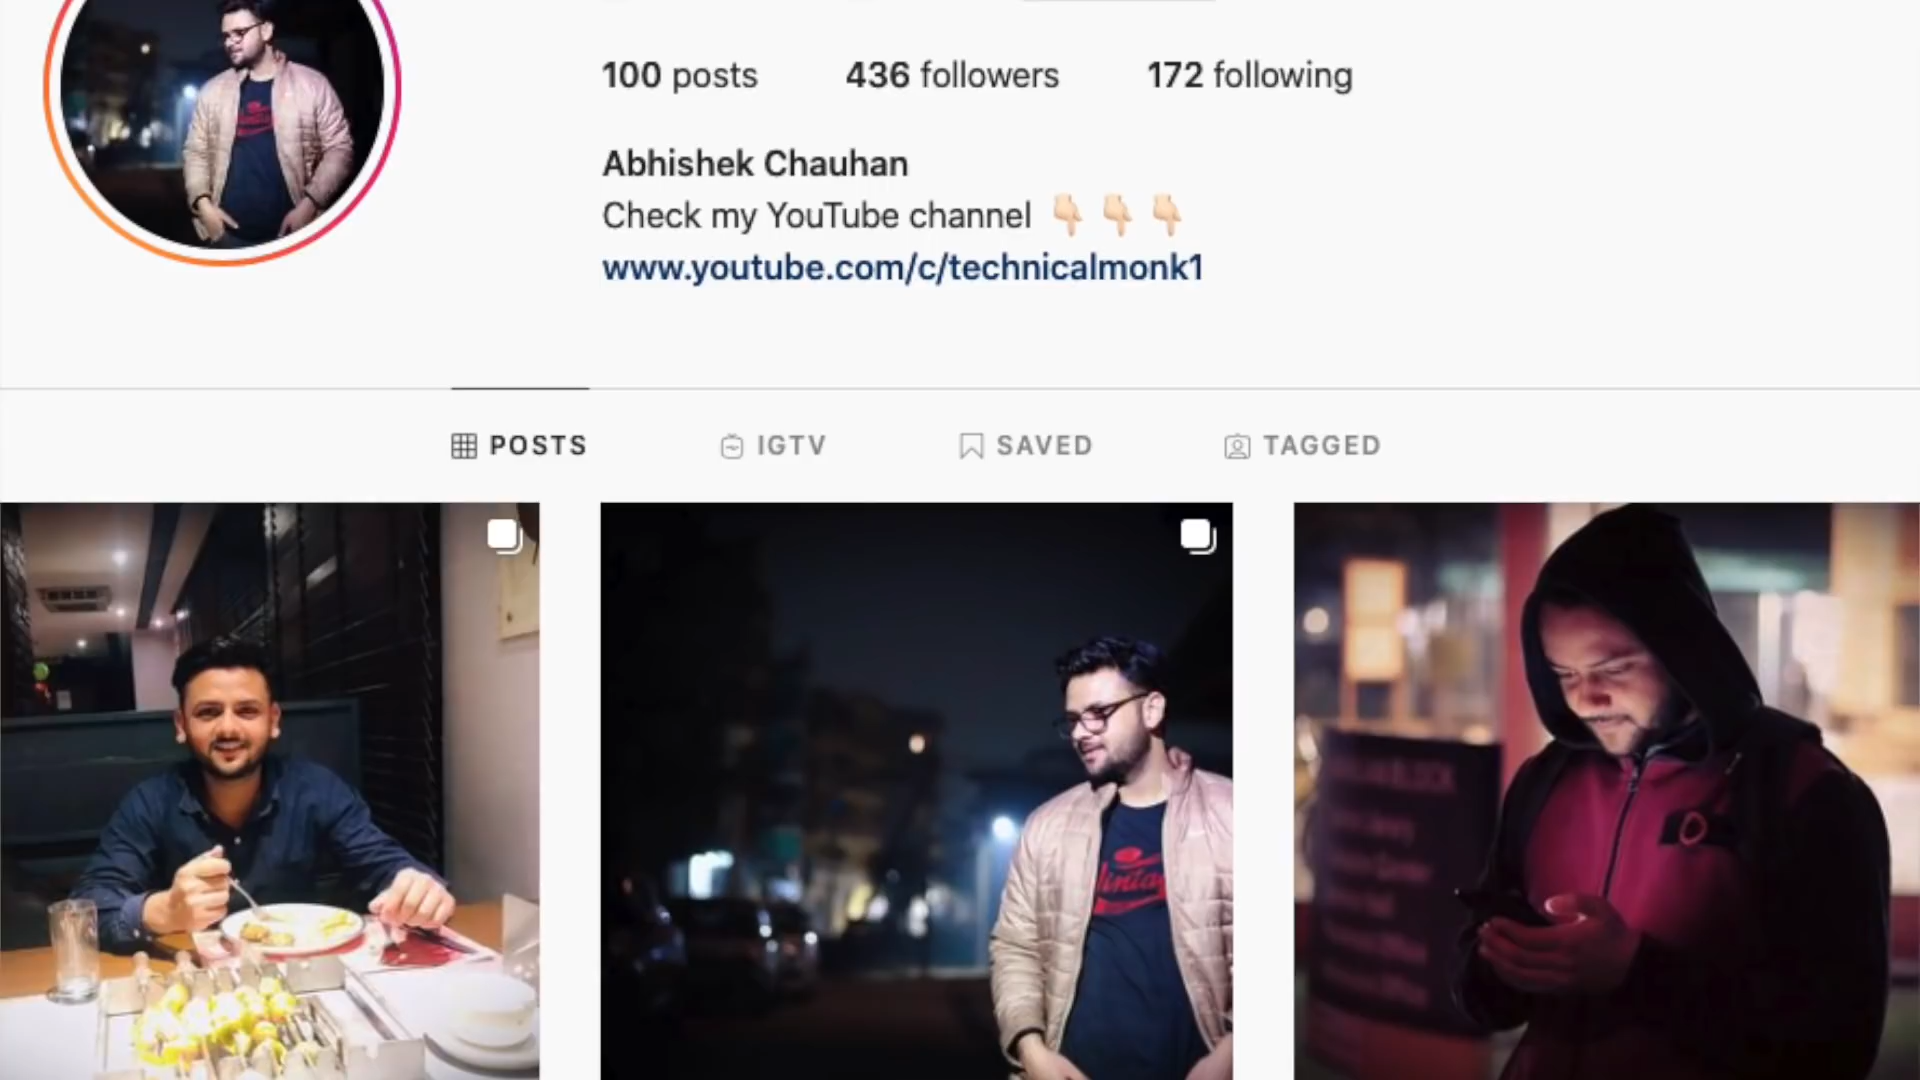 100 posts 436 followers 172 following
Abhishek Chauhan
Check my YouTube channel 👇🏻 👇🏻 👇🏻
www.youtube.com/c/technicalmonk1
POSTS IGTV SAVED TAGGED